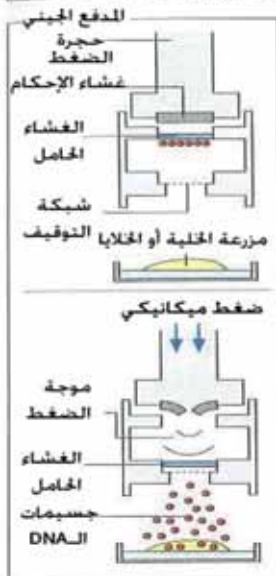 المدفع الجيني
حجرة
الضغط
غشاء الإحكام
الغشاء
الحامل
شبكة
التوقيف
مزرعة الخلية أو الخلايا
ضغط ميكانيكي
موجة
الضغط
الغشاء
الحامل
جسيمات
الـDNA